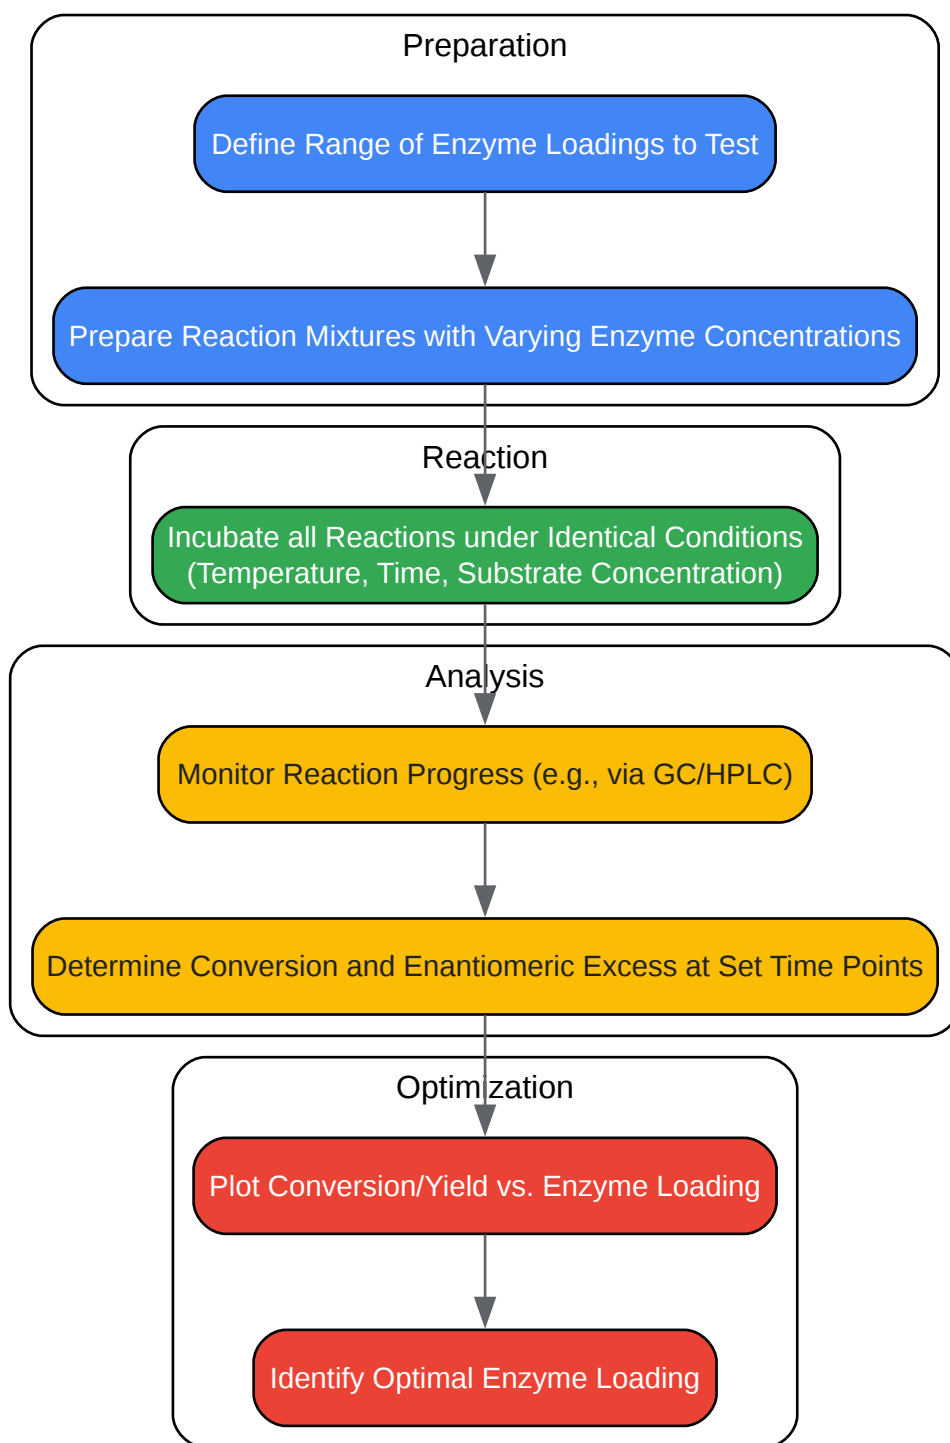 Preparation
Define Range of Enzyme Loadings to Test
Prepare Reaction Mixtures with Varying Enzyme Concentrations
Reaction
Incubate all Reactions under Identical Conditions
(Temperature, Time, Substrate Concentration)
Analysis
Monitor Reaction Progress (e.g., via GC/HPLC)
Determine Conversion and Enantiomeric Excess at Set Time Points
Optimization
Plot Conversion/Yield vs. Enzyme Loading
Identify Optimal Enzyme Loading